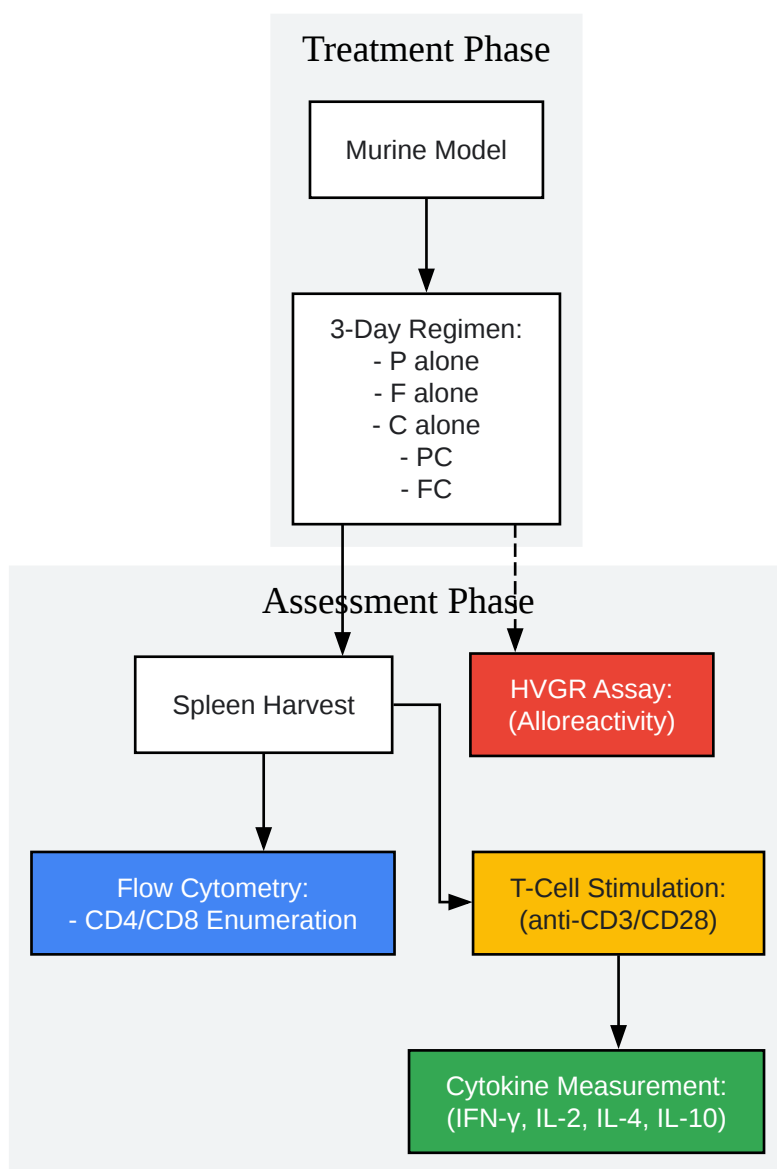 Treatment Phase
Murine Model
3-Day Regimen:
- P alone
- F alone
- C alone
- PC
- FC
Assessment Phase
Spleen Harvest
HVGR Assay:
(Alloreactivity)
Flow Cytometry:
- CD4/CD8 Enumeration
T-Cell Stimulation:
(anti-CD3/CD28)
Cytokine Measurement:
(IFN-γ, IL-2, IL-4, IL-10)